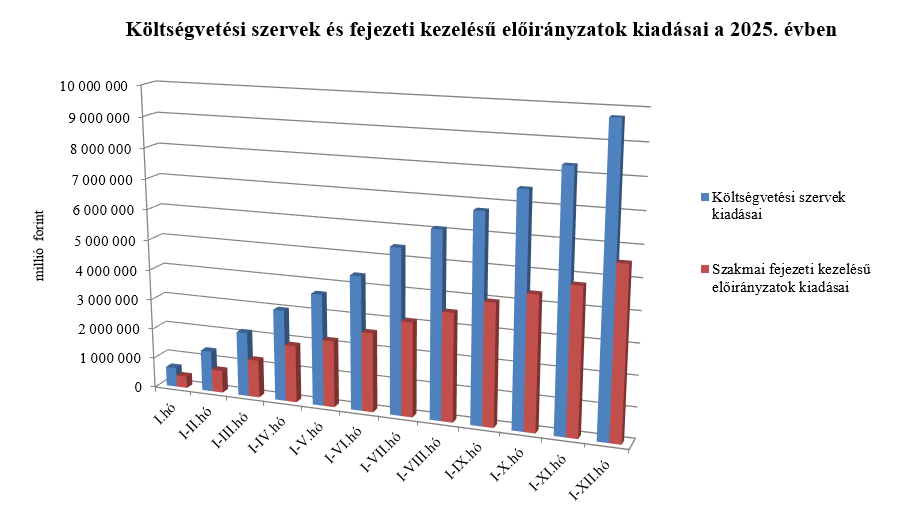 Költségvetési szervek és fejezeti kezelésű előirányzatok kiadásai a 2025. évben
10 000 000
9 000 000
8 000 000
7 000 000
6 000 000
5 000 000
4 000 000
3 000 000
2 000 000
1 000 000
0
millió forint
I.hó
I-II.hó
I-III.hó
I-IV.hó
I-V.hó
I-VI.hó
I-VII.hó
I-VIII.hó
I-IX.hó
I-X.hó
I-XI.hó
I-XII.hó
Költségvetési szervek
kiadásai
Szakmai fejezeti kezelésű
előirányzatok kiadásai